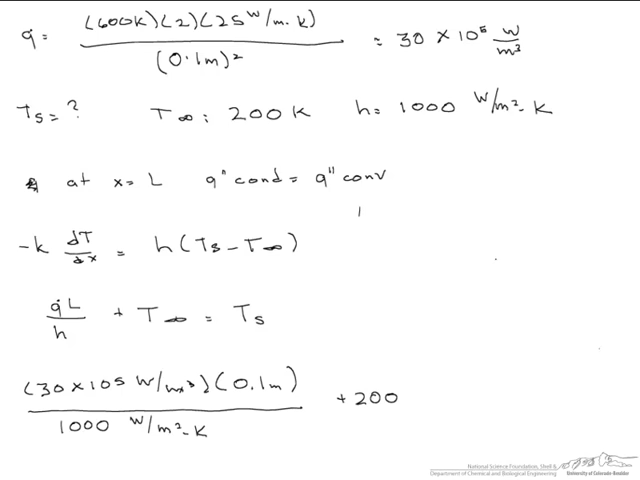 q = (600K)(2)(25 W/m·K) / (0.1m)² = 30 × 10⁵ W/m³
Ts = ? T∞ : 200 K h = 1000 W/m²-K
at x = L q" cond = q" conv
-k dT/dx = h (Ts - T∞)
q̇L/h + T∞ = Ts
(30 × 105 W/m³)(0.1m) / 1000 W/m²-K + 200
National Science Foundation, Shell &
Department of Chemical and Biological Engineering University of Colorado-Boulder